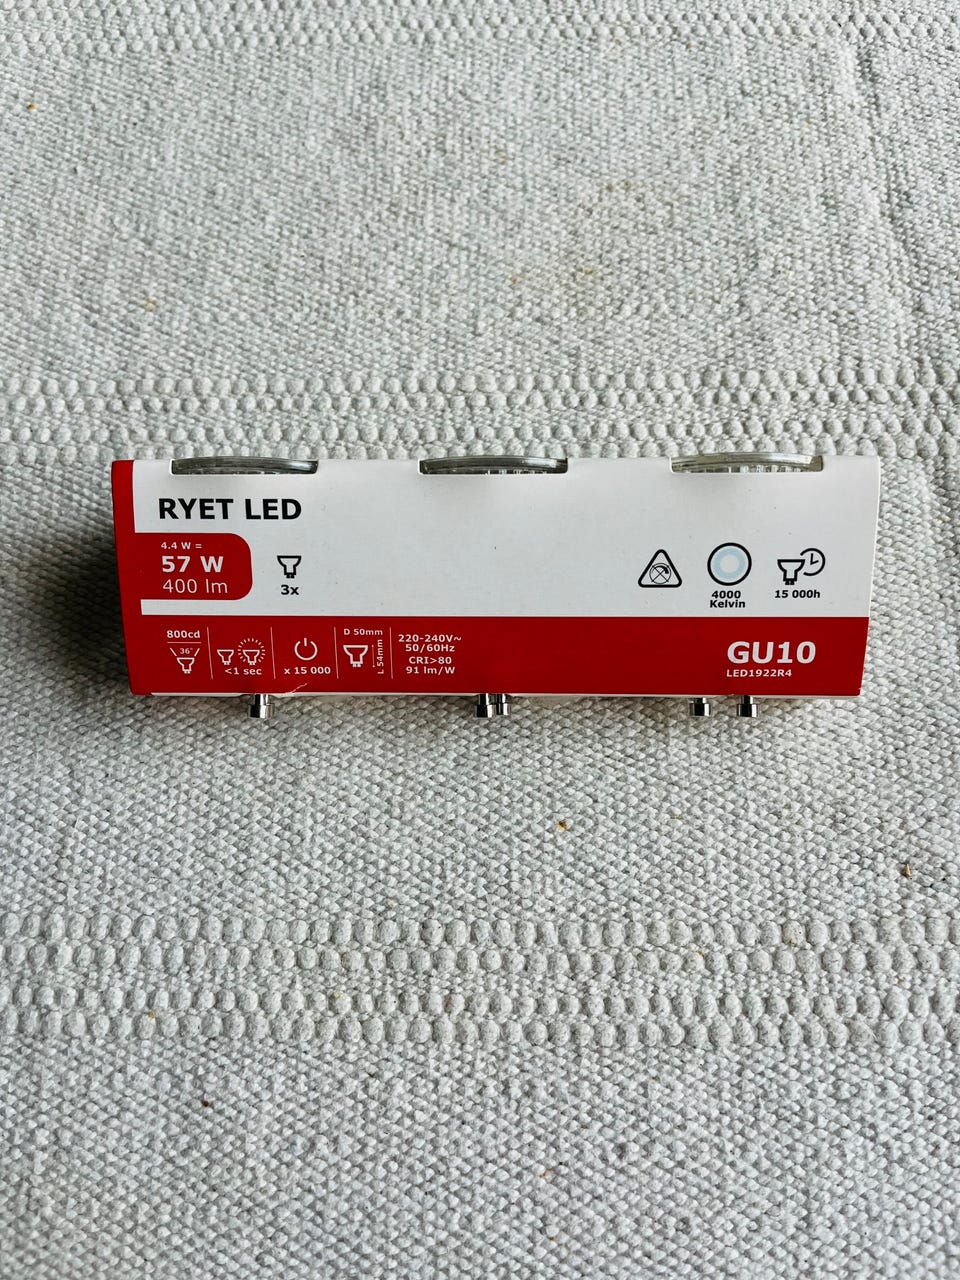 RYET LED
4.4 W =
57 W
400 lm
3x
4000
Kelvin
15 000h
800cd
36°
<1 sec
x 15 000
D 50mm
L 54mm
220-240V~
50/60Hz
CRI>80
91 lm/W
GU10
LED1922R4